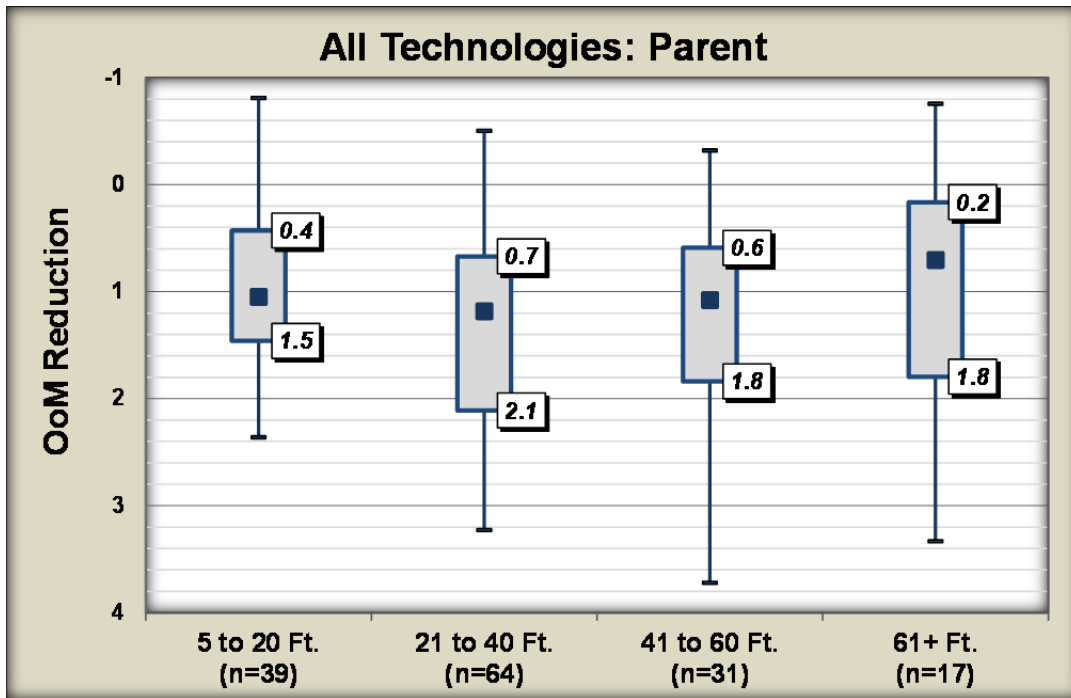 All Technologies: Parent
OoM Reduction
-1
0
1
2
3
4
0.4
1.5
0.7
2.1
0.6
1.8
0.2
1.8
5 to 20 Ft.
(n=39)
21 to 40 Ft.
(n=64)
41 to 60 Ft.
(n=31)
61+ Ft.
(n=17)